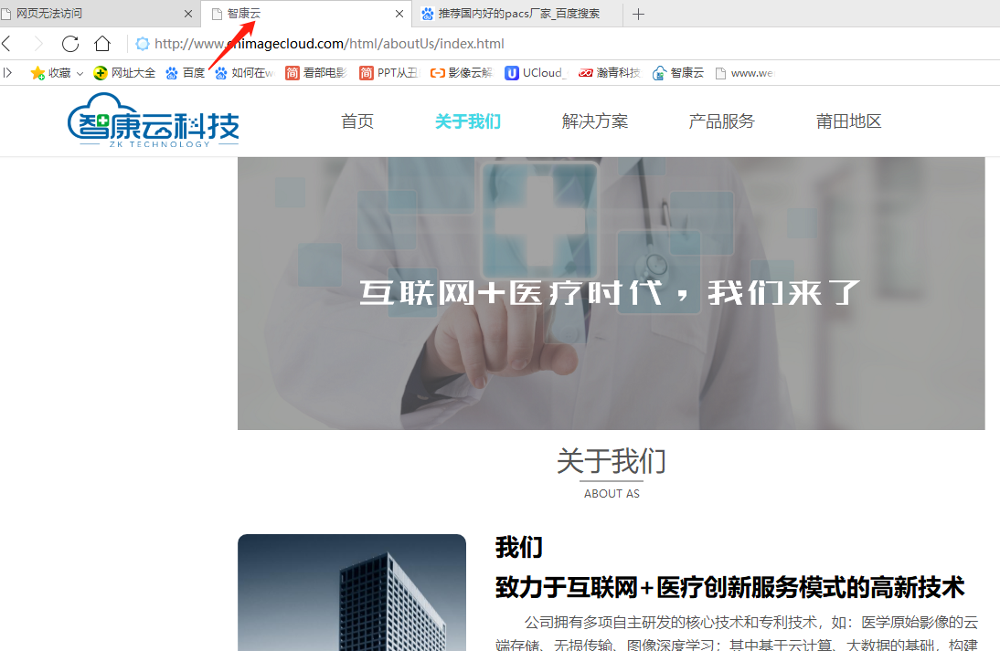 网页无法访问
智康云
推荐国内好的pacs厂家_百度搜索
http://www.chimagecloud.com/html/aboutUs/index.html
收藏 网址大全 百度 如何在w 看部电影 PPT从丑 影像云解 UCloud_ 瀚青科技 智康云 www.we
智康云科技
ZK TECHNOLOGY
首页 关于我们 解决方案 产品服务 莆田地区
互联网+医疗时代，我们来了
关于我们
ABOUT AS
我们
致力于互联网+医疗创新服务模式的高新技术
公司拥有多项自主研发的核心技术和专利技术，如：医学原始影像的云
端存储、无损传输、图像深度学习；其中基于云计算、大数据的基础，构建